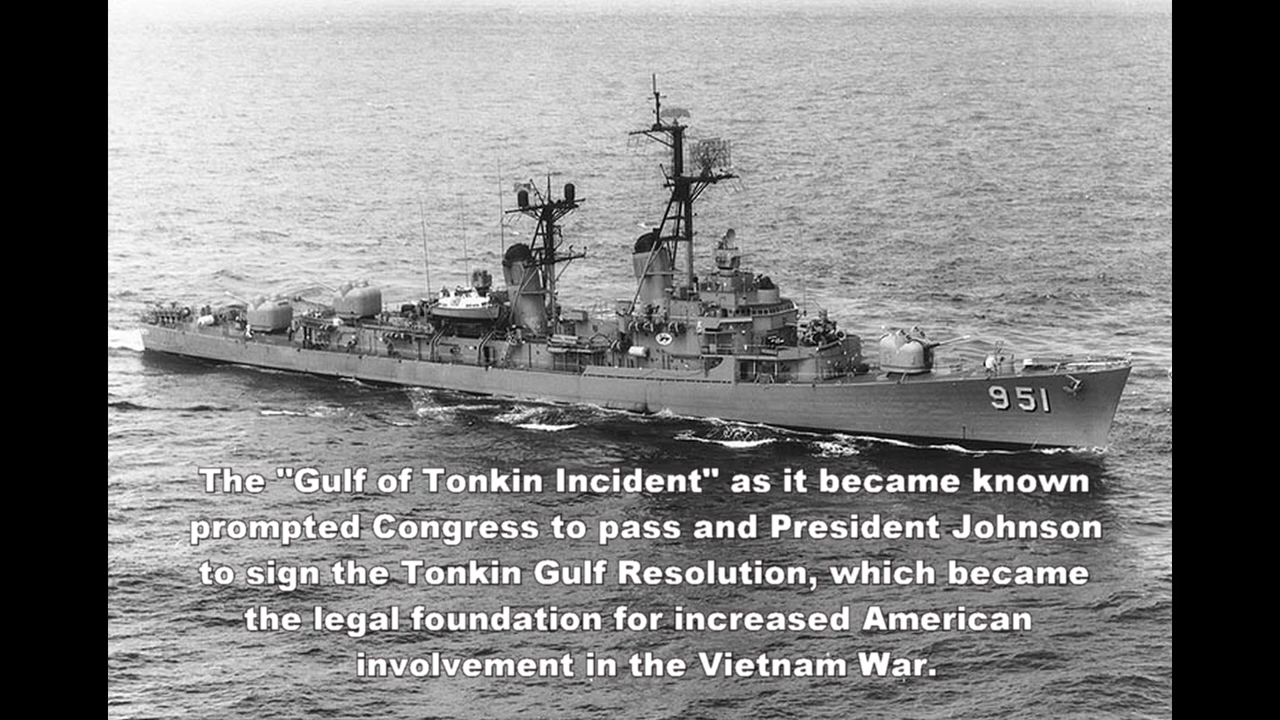 951
The "Gulf of Tonkin Incident" as it became known
prompted Congress to pass and President Johnson
to sign the Tonkin Gulf Resolution, which became
the legal foundation for increased American
involvement in the Vietnam War.